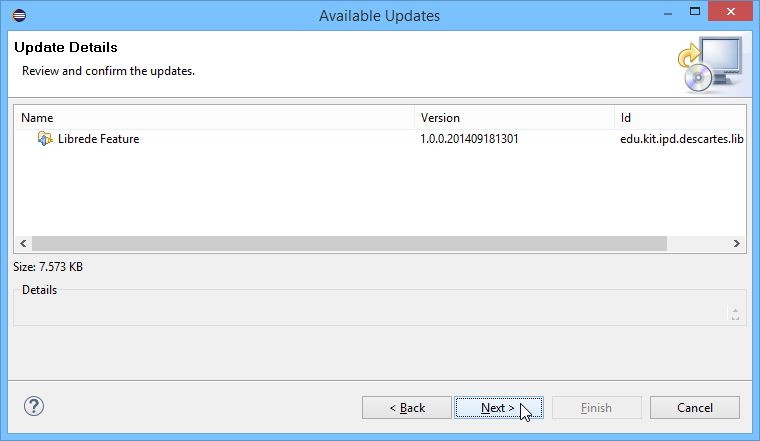 Available Updates
Update Details
Review and confirm the updates.
Name Version Id
Librede Feature 1.0.0.201409181301 edu.kit.ipd.descartes.lib
Size: 7.573 KB
Details
< Back Next > Finish Cancel